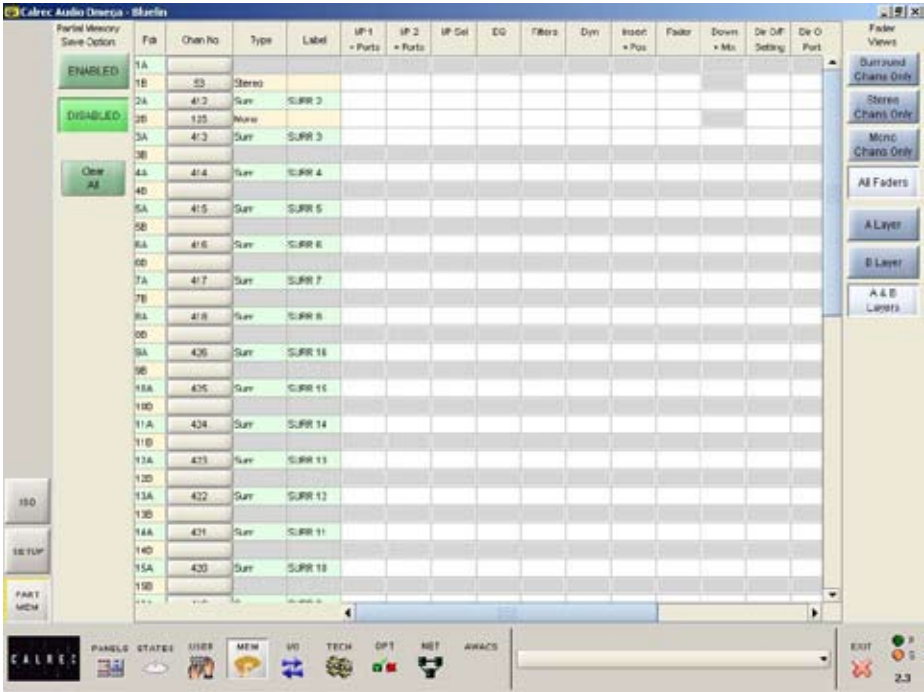 Calrec Audio Omega - Bluefin
Partial Memory
Save Option
ENABLED
DISABLED
Clear
All
Fdr Chan No Type Label I/P 1 + Ports I/P 2 + Ports I/P Sel EQ Filters Dyn Insert + Pos Fader Down + Mix Dir O/P Setting Dir O Port
1A
1B 53 Stereo
2A 412 Surr SURR 2
2B 125 Mono
3A 413 Surr SURR 3
3B
4A 414 Surr SURR 4
4B
5A 415 Surr SURR 5
5B
6A 416 Surr SURR 6
6B
7A 417 Surr SURR 7
7B
8A 418 Surr SURR 8
8B
9A 426 Surr SURR 16
9B
10A 425 Surr SURR 15
10B
11A 424 Surr SURR 14
11B
12A 423 Surr SURR 13
12B
13A 422 Surr SURR 12
13B
14A 421 Surr SURR 11
14B
15A 420 Surr SURR 10
15B
Fader
Views
Surround
Chans Only
Stereo
Chans Only
Mono
Chans Only
All Faders
A Layer
B Layer
A & B
Layers
ISO
SETUP
PART
MEM
CALREC
PANELS STATES USER MEM I/O TECH OPT NET AWACS
EXIT
P
S
2.3